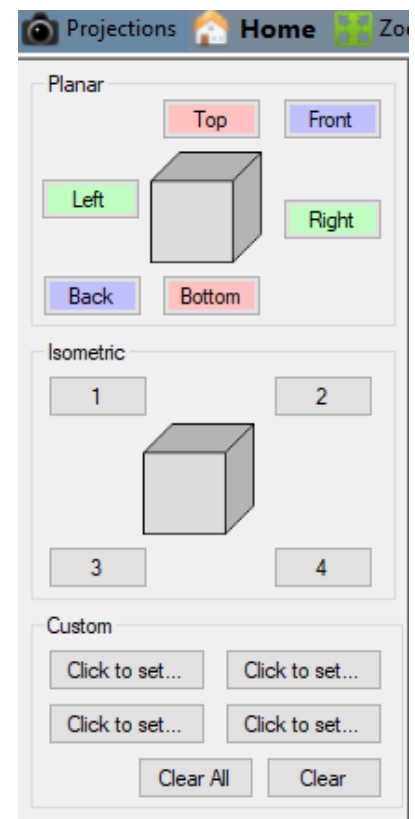 Projections Home Zo
Planar
Top Front
Left
Right
Back Bottom
Isometric
1 2
3 4
Custom
Click to set... Click to set...
Click to set... Click to set...
Clear All Clear